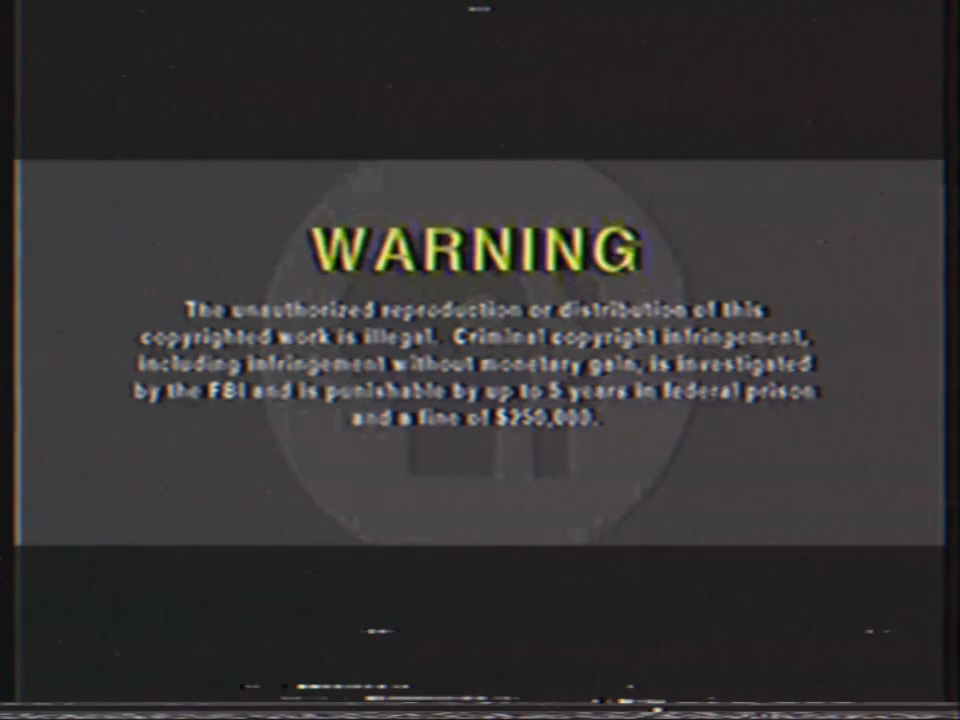 WARNING
The unauthorized reproduction or distribution of this
copyrighted work is illegal. Criminal copyright infringement,
including infringement without monetary gain, is investigated
by the FBI and is punishable by up to 5 years in federal prison
and a fine of $250,000.